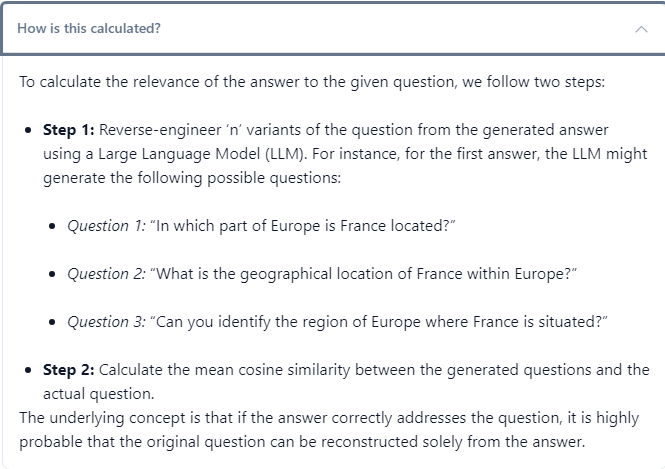 How is this calculated?
To calculate the relevance of the answer to the given question, we follow two steps:
• Step 1: Reverse-engineer ‘n’ variants of the question from the generated answer
using a Large Language Model (LLM). For instance, for the first answer, the LLM might
generate the following possible questions:
• Question 1: “In which part of Europe is France located?”
• Question 2: “What is the geographical location of France within Europe?”
• Question 3: “Can you identify the region of Europe where France is situated?”
• Step 2: Calculate the mean cosine similarity between the generated questions and the
actual question.
The underlying concept is that if the answer correctly addresses the question, it is highly
probable that the original question can be reconstructed solely from the answer.